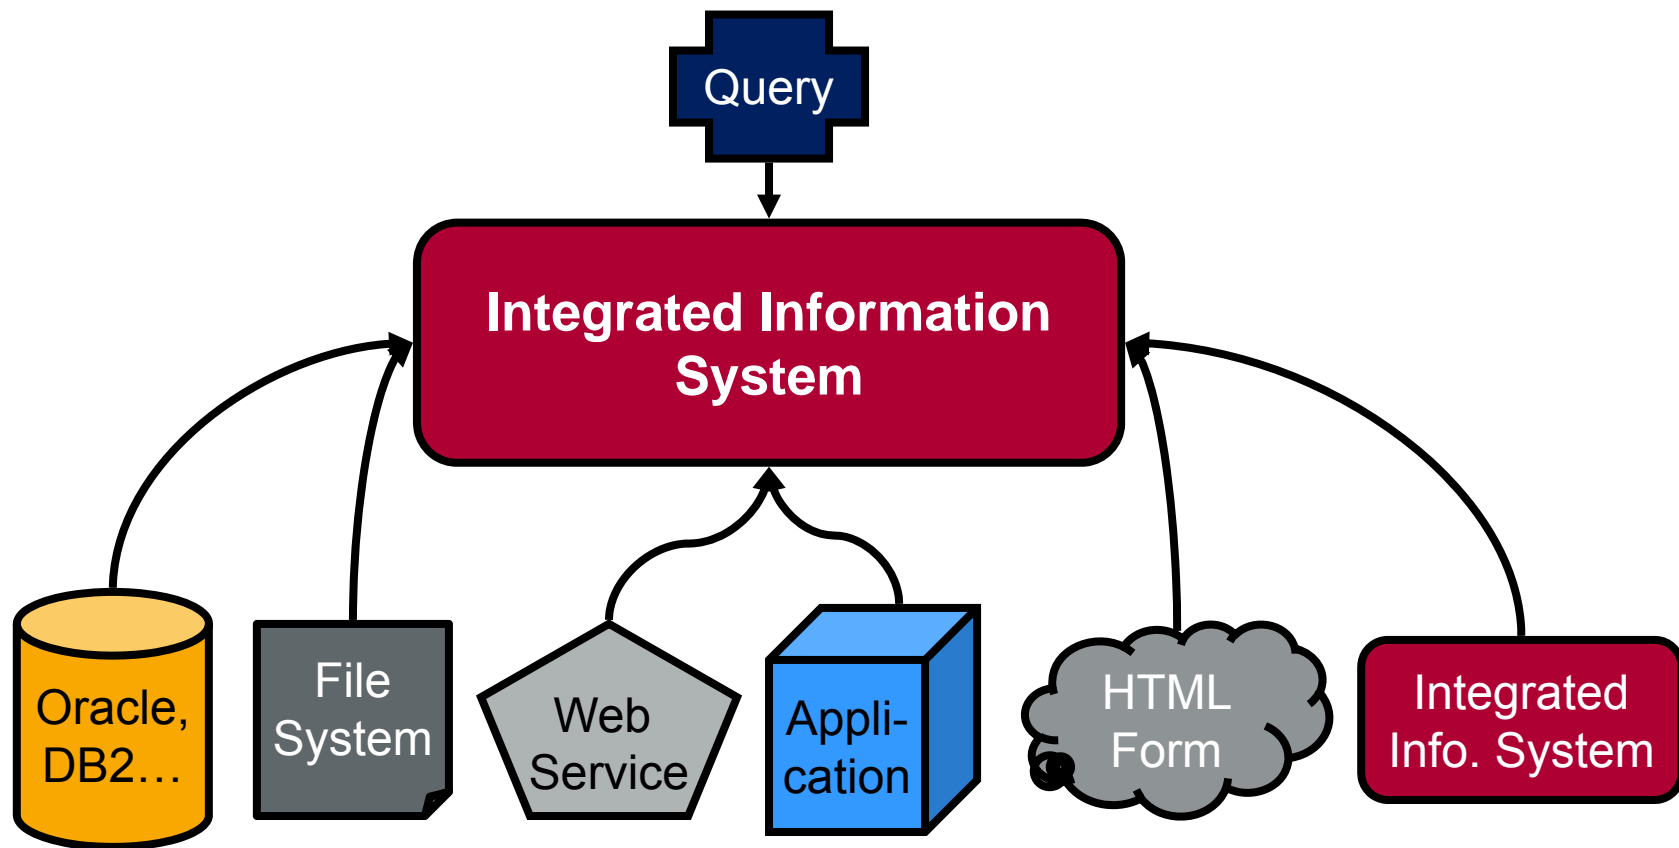 Query
Integrated Information
System
Oracle,
DB2…
File
System
Web
Service
Appli-
cation
HTML
Form
Integrated
Info. System